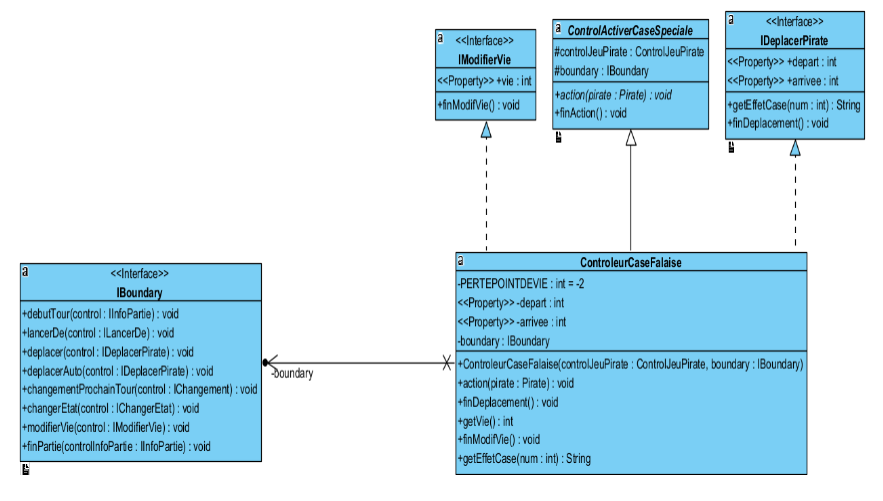 a
<<Interface>>
IModifierVie
<<Property>> +vie : int
+finModifVie() : void
a
ControlActiverCaseSpeciale
#controlJeuPirate : ControlJeuPirate
#boundary : IBoundary
+action(pirate : Pirate) : void
+finAction() : void
a
<<Interface>>
IDeplacerPirate
<<Property>> +depart : int
<<Property>> +arrivee : int
+getEffetCase(num : int) : String
+finDeplacement() : void
a
<<Interface>>
IBoundary
+debutTour(control : IInfoPartie) : void
+lancerDe(control : ILancerDe) : void
+deplacer(control : IDeplacerPirate) : void
+deplacerAuto(control : IDeplacerPirate) : void
+changementProchainTour(control : IChangement) : void
+changerEtat(control : IChangerEtat) : void
+modifierVie(control : IModifierVie) : void
+finPartie(controlInfoPartie : IInfoPartie) : void
-boundary
a
ControleurCaseFalaise
-PERTEPOINTDEVIE : int = -2
<<Property>> -depart : int
<<Property>> -arrivee : int
-boundary : IBoundary
+ControleurCaseFalaise(controlJeuPirate : ControlJeuPirate, boundary : IBoundary)
+action(pirate : Pirate) : void
+finDeplacement() : void
+getVie() : int
+finModifVie() : void
+getEffetCase(num : int) : String